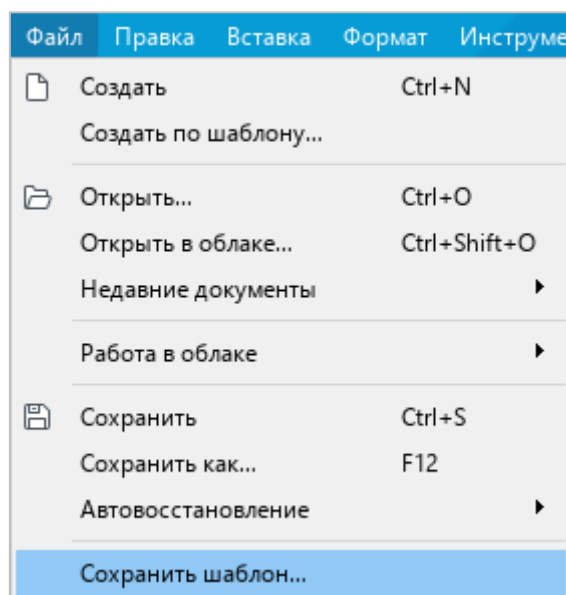 Файл Правка Вставка Формат Инструме
Создать Ctrl+N
Создать по шаблону...
Открыть... Ctrl+O
Открыть в облаке... Ctrl+Shift+O
Недавние документы
Работа в облаке
Сохранить Ctrl+S
Сохранить как... F12
Автовосстановление
Сохранить шаблон...